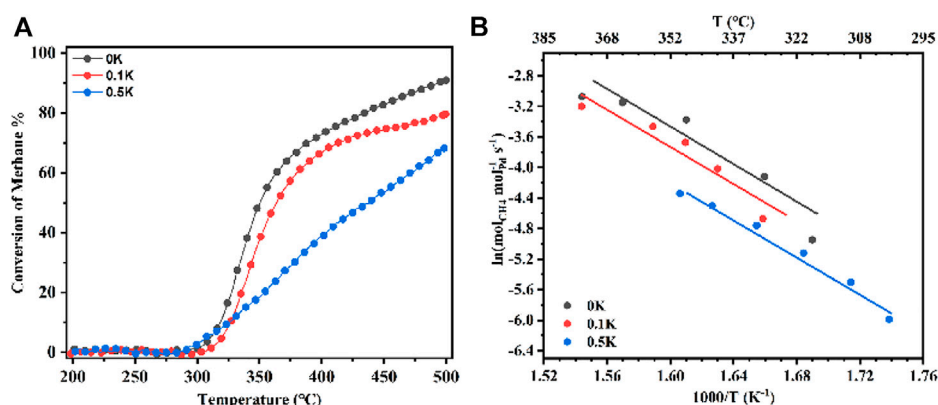 A
100
80
60
40
20
0
Conversion of Methane %
0K
0.1K
0.5K
200 250 300 350 400 450 500
Temperature (°C)
B
T (°C)
385 368 352 337 322 308 295
-2.8
-3.2
-3.6
-4.0
-4.4
-4.8
-5.2
-5.6
-6.0
-6.4
ln(mol_CH4 mol_Pd^-1 s^-1)
0K
0.1K
0.5K
1.52 1.56 1.60 1.64 1.68 1.72 1.76
1000/T (K^-1)